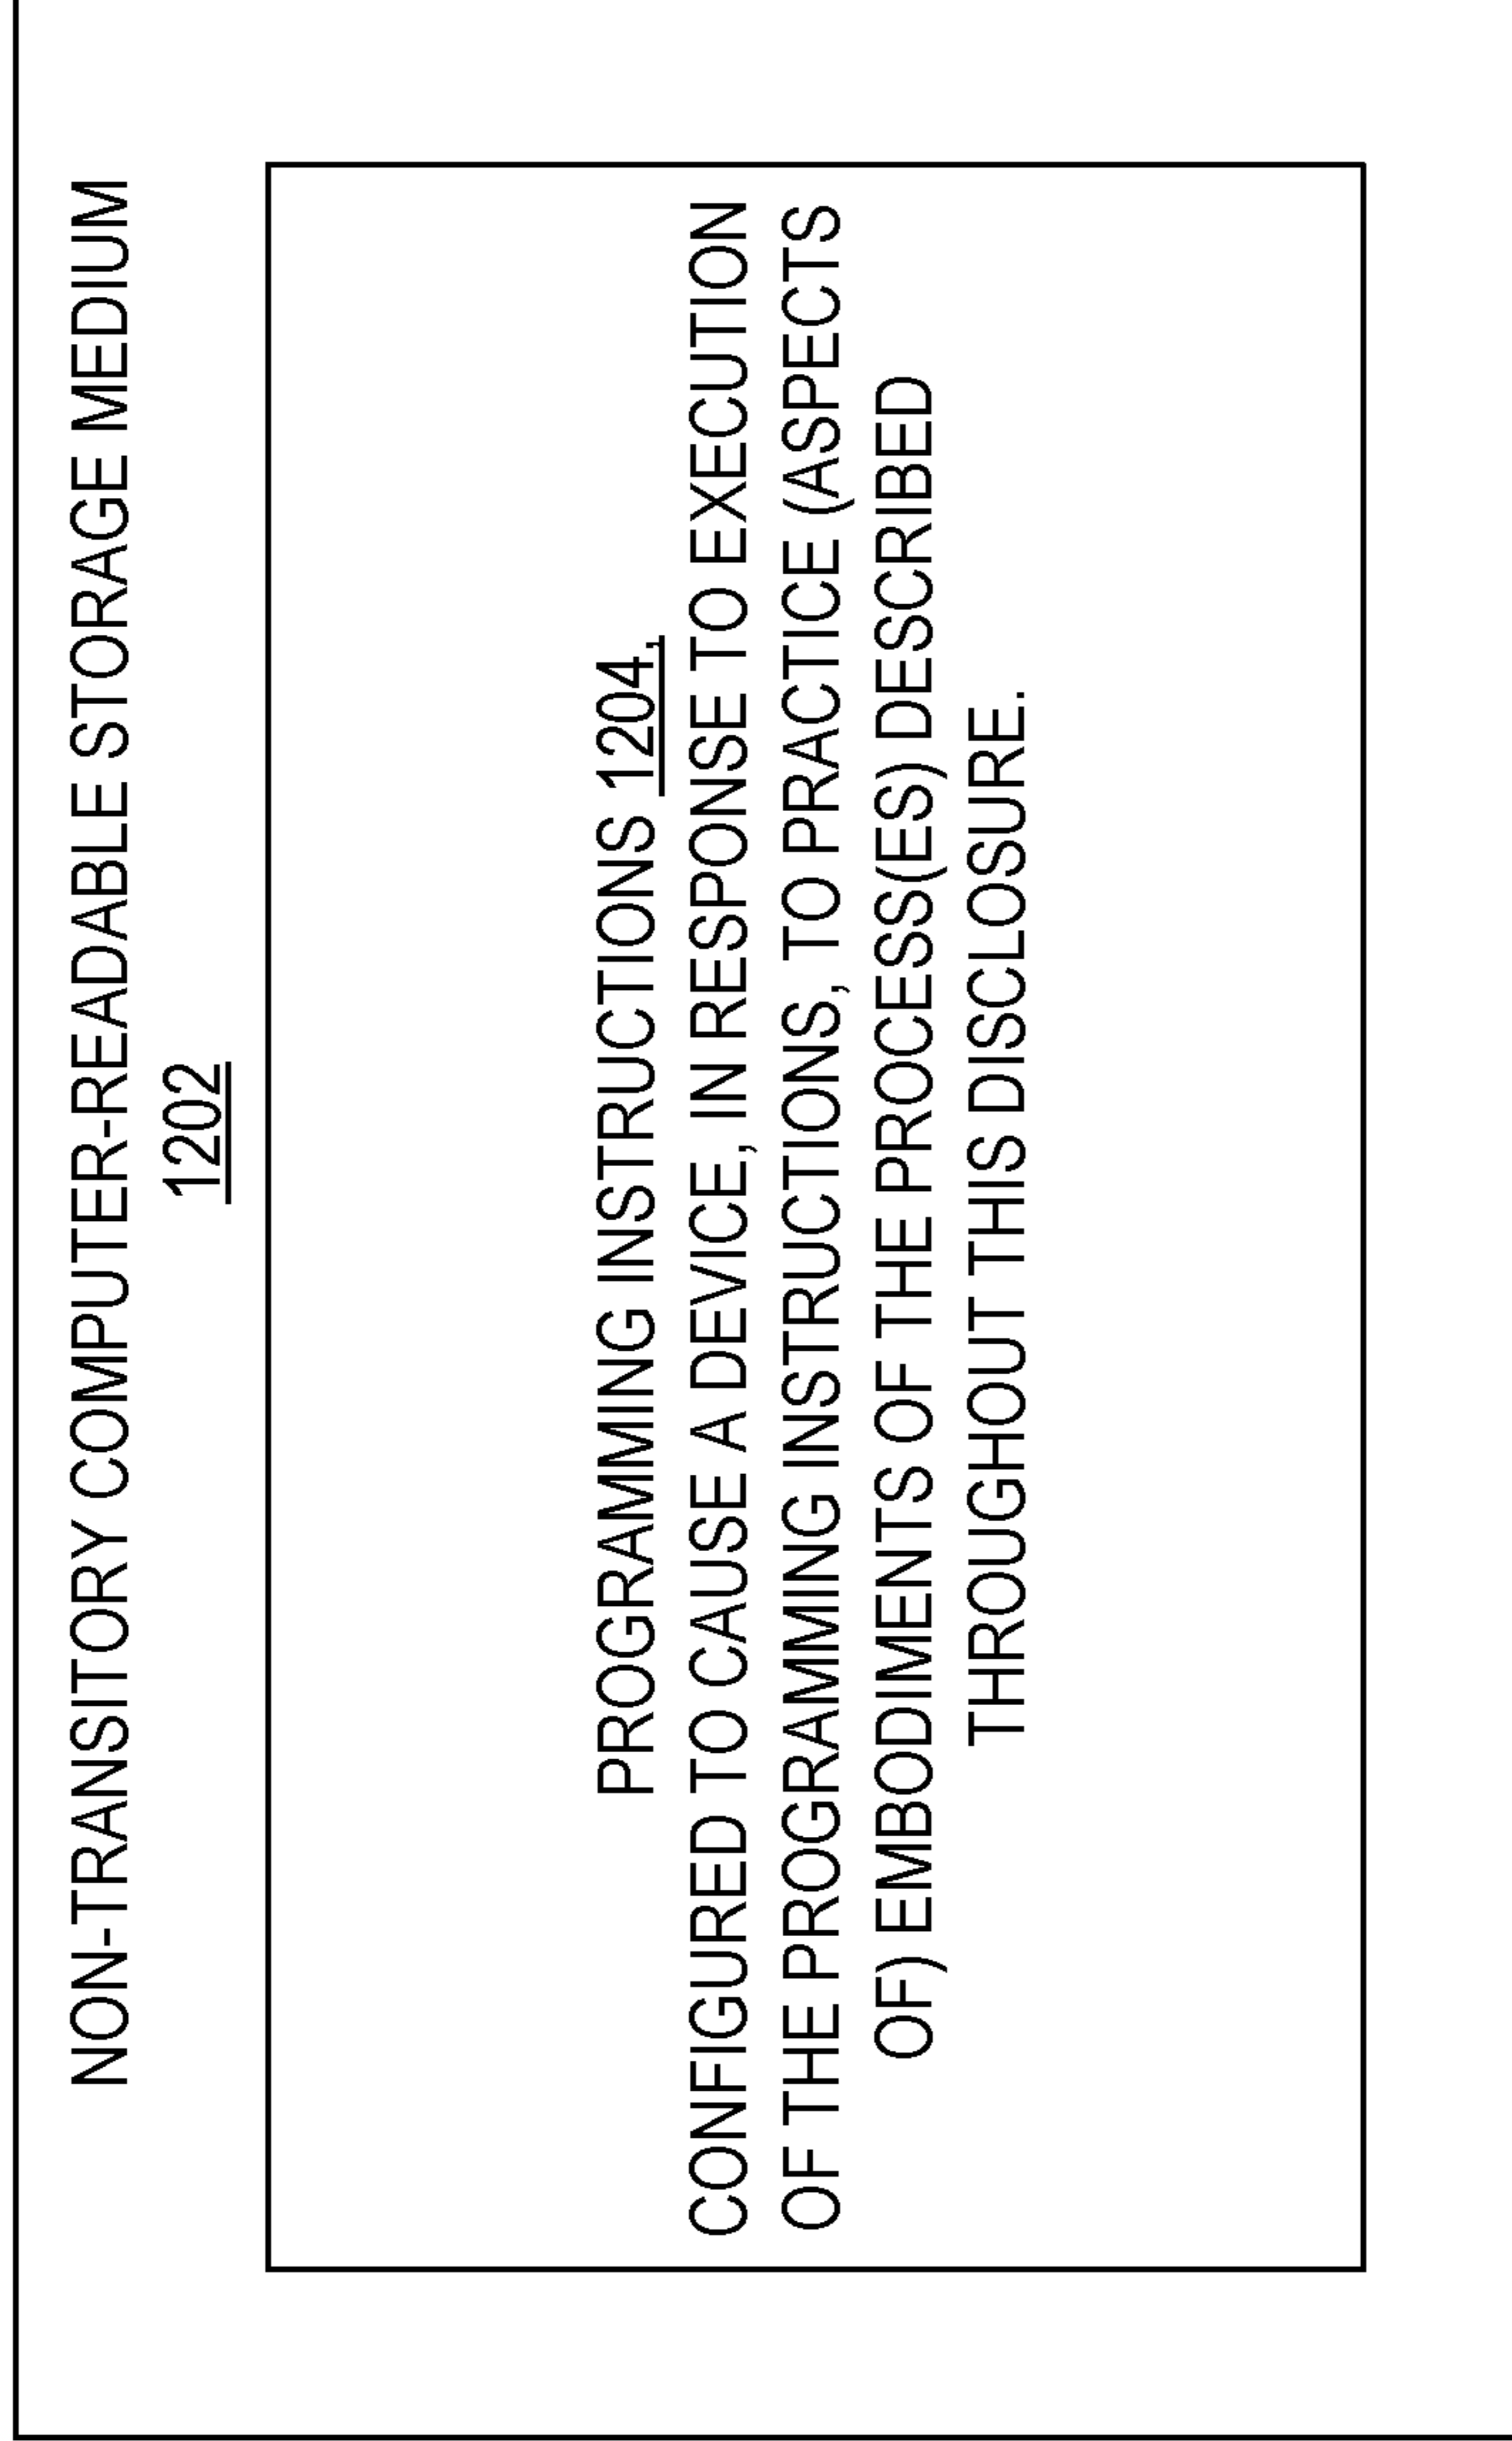 NON-TRANSITORY COMPUTER-READABLE STORAGE MEDIUM
1202
PROGRAMMING INSTRUCTIONS 1204,
CONFIGURED TO CAUSE A DEVICE, IN RESPONSE TO EXECUTION
OF THE PROGRAMMING INSTRUCTIONS, TO PRACTICE (ASPECTS
OF) EMBODIMENTS OF THE PROCESS(ES) DESCRIBED
THROUGHOUT THIS DISCLOSURE.